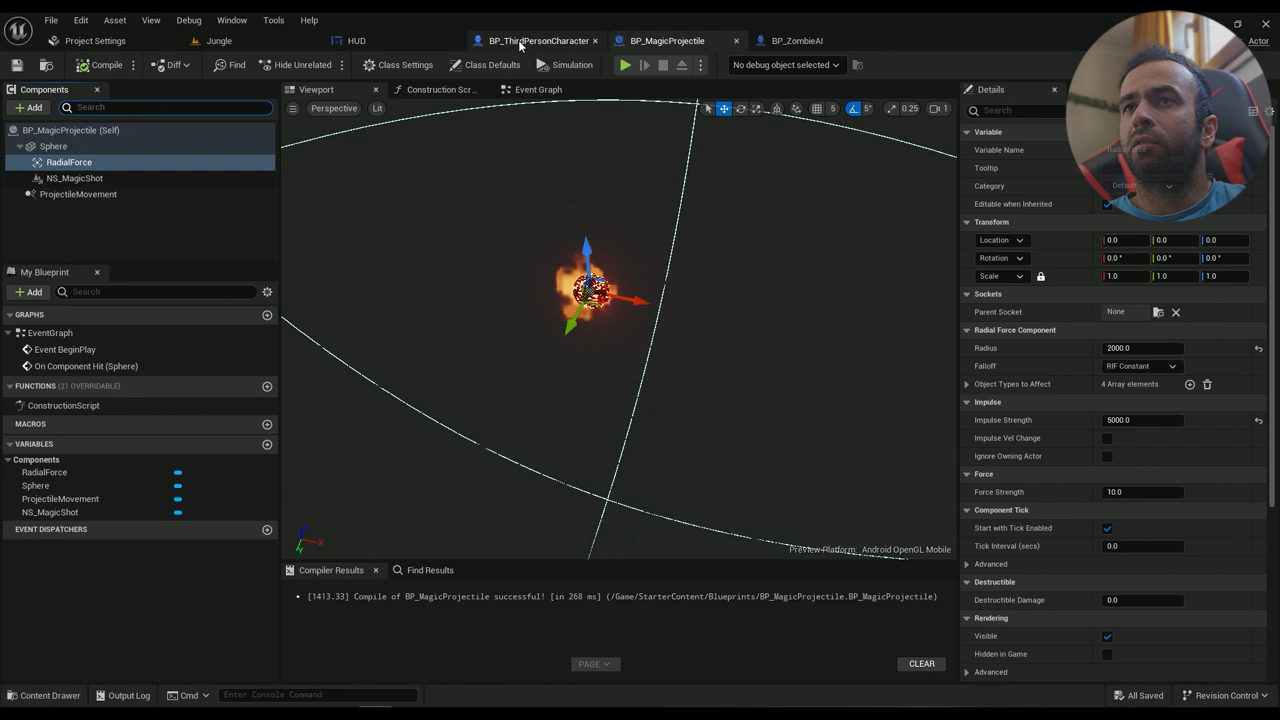 File Edit Asset View Debug Window Tools Help
Project Settings Jungle HUD BP_ThirdPersonCharacter BP_MagicProjectile BP_ZombieAI Actor
Compile Diff Find Hide Unrelated Class Settings Class Defaults Simulation No debug object selected
Components
Add Search
BP_MagicProjectile (Self)
Sphere
RadialForce
NS_MagicShot
ProjectileMovement
My Blueprint
Add Search
GRAPHS
EventGraph
Event BeginPlay
On Component Hit (Sphere)
FUNCTIONS (21 OVERRIDABLE)
ConstructionScript
MACROS
VARIABLES
Components
RadialForce
Sphere
ProjectileMovement
NS_MagicShot
EVENT DISPATCHERS
Viewport Construction Scr... Event Graph
Perspective Lit 5 5° 0.25 1
Preview Platform: Android OpenGL Mobile
Compiler Results Find Results
[1413.33] Compile of BP_MagicProjectile successful! [in 268 ms] (/Game/StarterContent/Blueprints/BP_MagicProjectile.BP_MagicProjectile)
PAGE CLEAR
Details
Search
Variable
Variable Name RadialForce
Tooltip
Category Default
Editable when Inherited
Transform
Location 0.0 0.0 0.0
Rotation 0.0 ° 0.0 ° 0.0 °
Scale 1.0 1.0 1.0
Sockets
Parent Socket None
Radial Force Component
Radius 2000.0
Falloff RIF Constant
Object Types to Affect 4 Array elements
Impulse
Impulse Strength 5000.0
Impulse Vel Change
Ignore Owning Actor
Force
Force Strength 10.0
Component Tick
Start with Tick Enabled
Tick Interval (secs) 0.0
Advanced
Destructible
Destructible Damage 0.0
Rendering
Visible
Hidden in Game
Advanced
Content Drawer Output Log Cmd Enter Console Command All Saved Revision Control